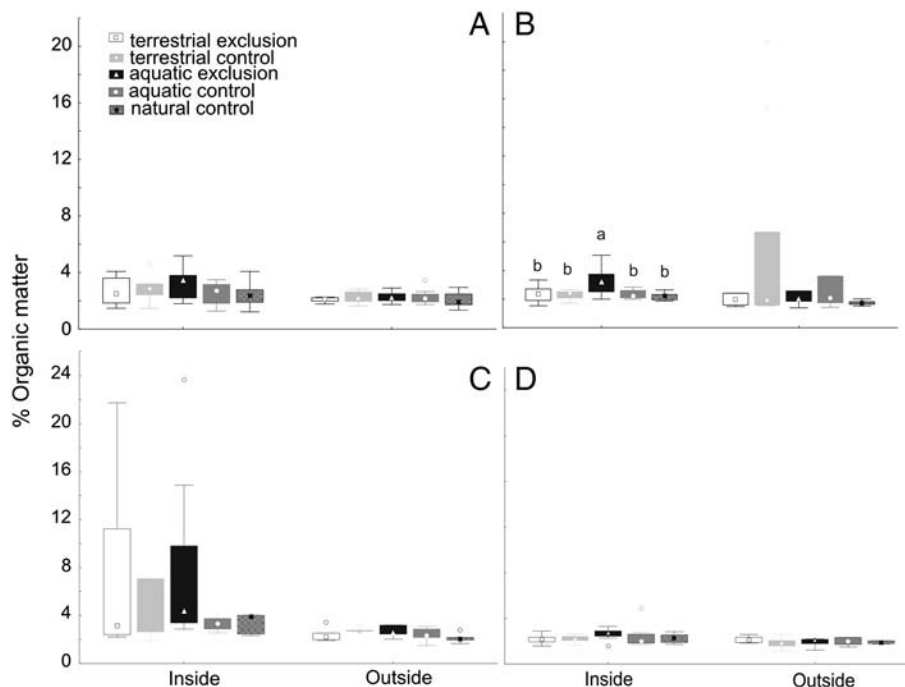 A
B
20
16
12
8
4
0
terrestrial exclusion
terrestrial control
aquatic exclusion
aquatic control
natural control
a
b b b b
% Organic matter
C
D
24
20
16
12
8
4
0
Inside Outside Inside Outside